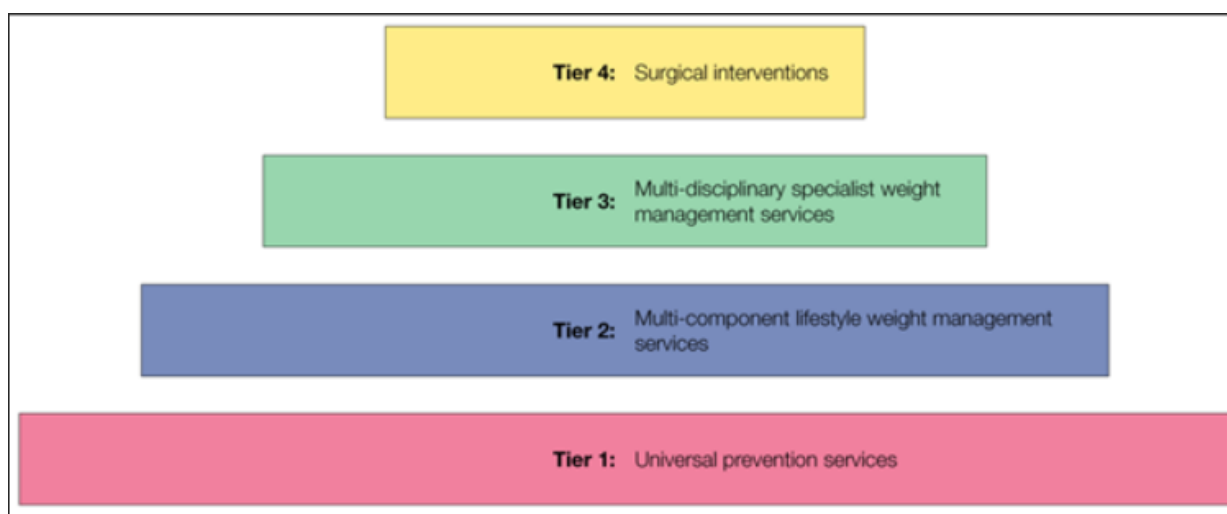 Tier 4: Surgical interventions
Tier 3: Multi-disciplinary specialist weight
management services
Tier 2: Multi-component lifestyle weight management
services
Tier 1: Universal prevention services